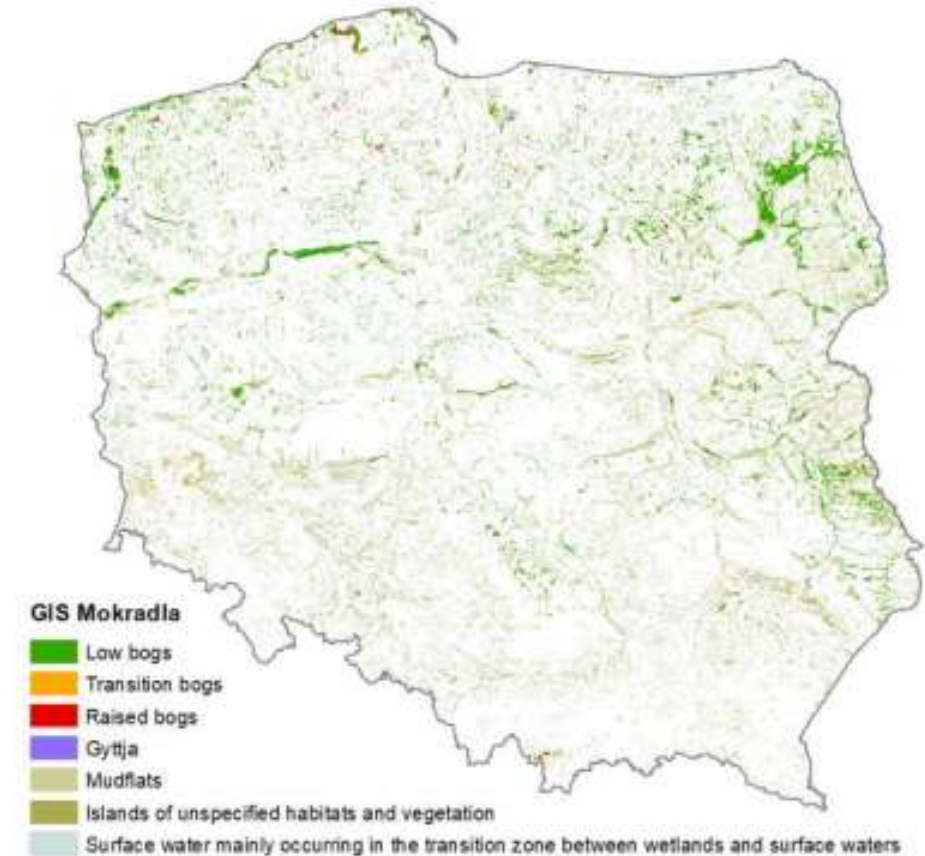 GIS Mokradla
Low bogs
Transition bogs
Raised bogs
Gyttja
Mudflats
Islands of unspecified habitats and vegetation
Surface water mainly occurring in the transition zone between wetlands and surface waters